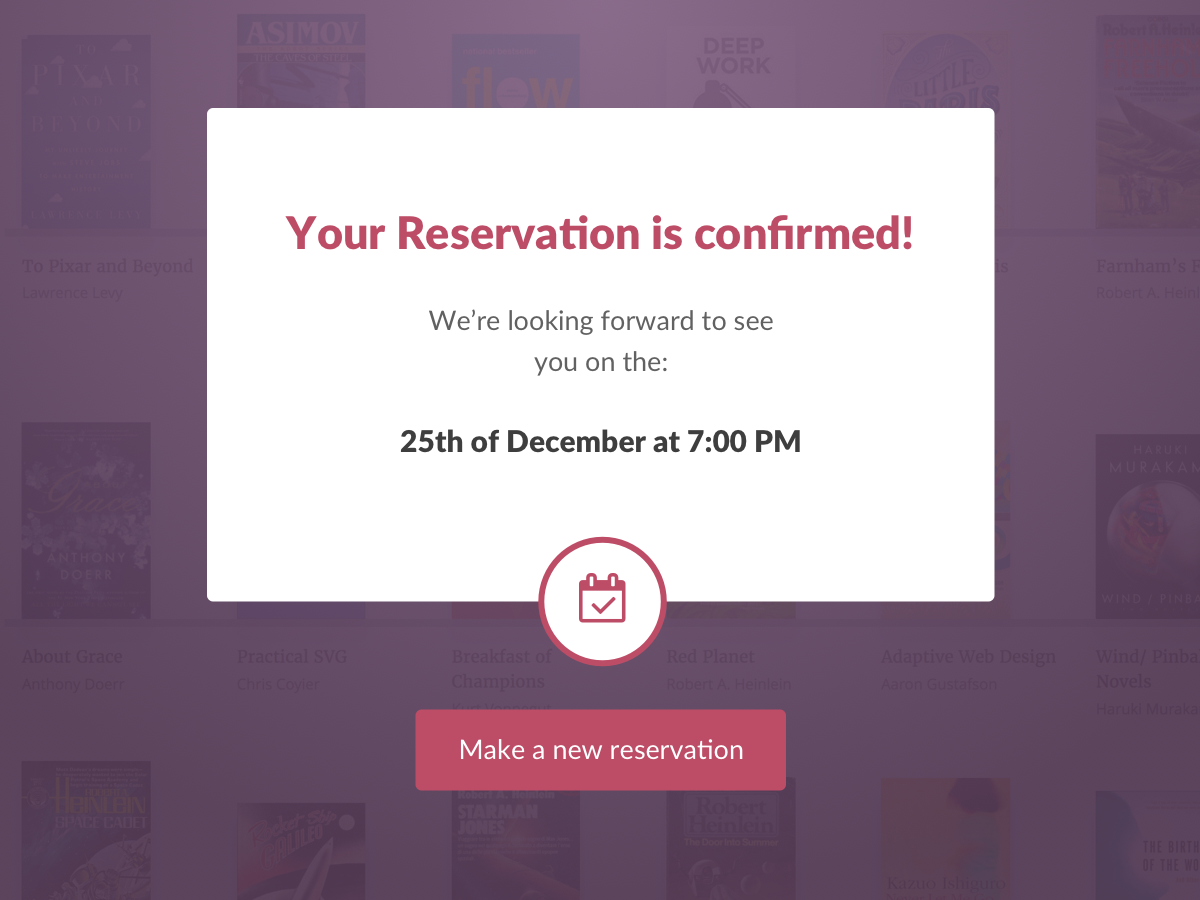 TO
PIXAR
AND
BEYOND
LAWRENCE LEVY
ASIMOV
flow
DEEP
WORK
LITTLE
Robert A. Heinlein
To Pixar and Beyond
Lawrence Levy
Farnham's F
Robert A. Heinl
Your Reservation is confirmed!
We’re looking forward to see
you on the:
25th of December at 7:00 PM
Grace
ANTHONY
DOERR
HARUKI
MURAKAM
WIND / PINBA
About Grace
Anthony Doerr
Practical SVG
Chris Coyier
Breakfast of
Champions
Kurt Vonnegut
Red Planet
Robert A. Heinlein
Adaptive Web Design
Aaron Gustafson
Wind/ Pinba
Novels
Haruki Muraka
Make a new reservation
HEINLEIN
SPACE CADET
Robert A. Heinlein
STARMAN
JONES
Robert
Heinlein
The Door into Summer
Kazuo Ishiguro
THE BIRTH
OF THE